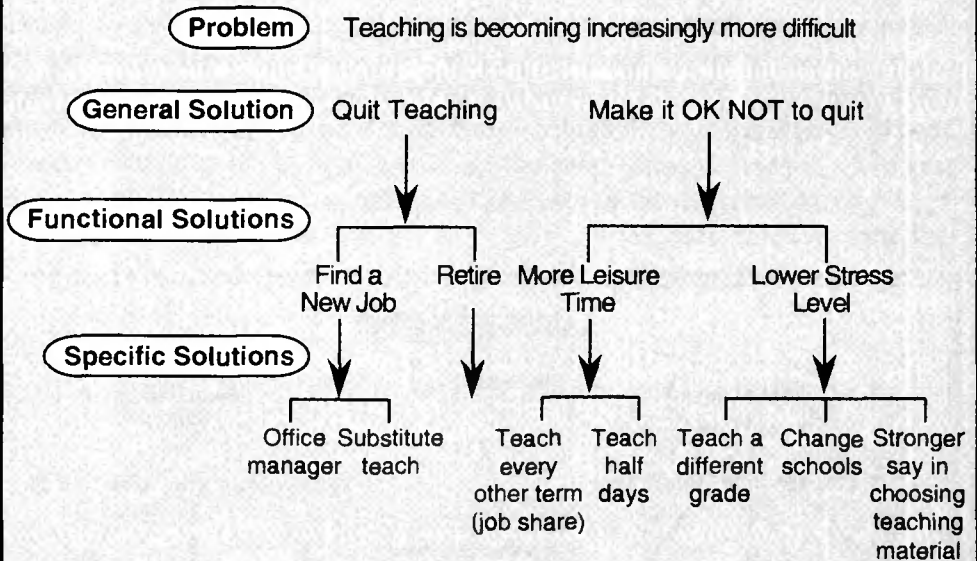 Problem Teaching is becoming increasingly more difficult
General Solution Quit Teaching Make it OK NOT to quit
Functional Solutions
Find a New Job
Retire
More Leisure Time
Lower Stress Level
Specific Solutions
Office manager
Substitute teach
Teach every other term (job share)
Teach half days
Teach a different grade
Change schools
Stronger say in choosing teaching material